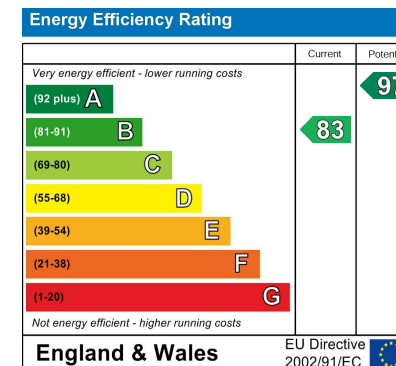 Energy Efficiency Rating
Current Potent
Very energy efficient - lower running costs
(92 plus) A
97
(81-91) B
83
(69-80) C
(55-68) D
(39-54) E
(21-38) F
(1-20) G
Not energy efficient - higher running costs
England & Wales
EU Directive
2002/91/EC